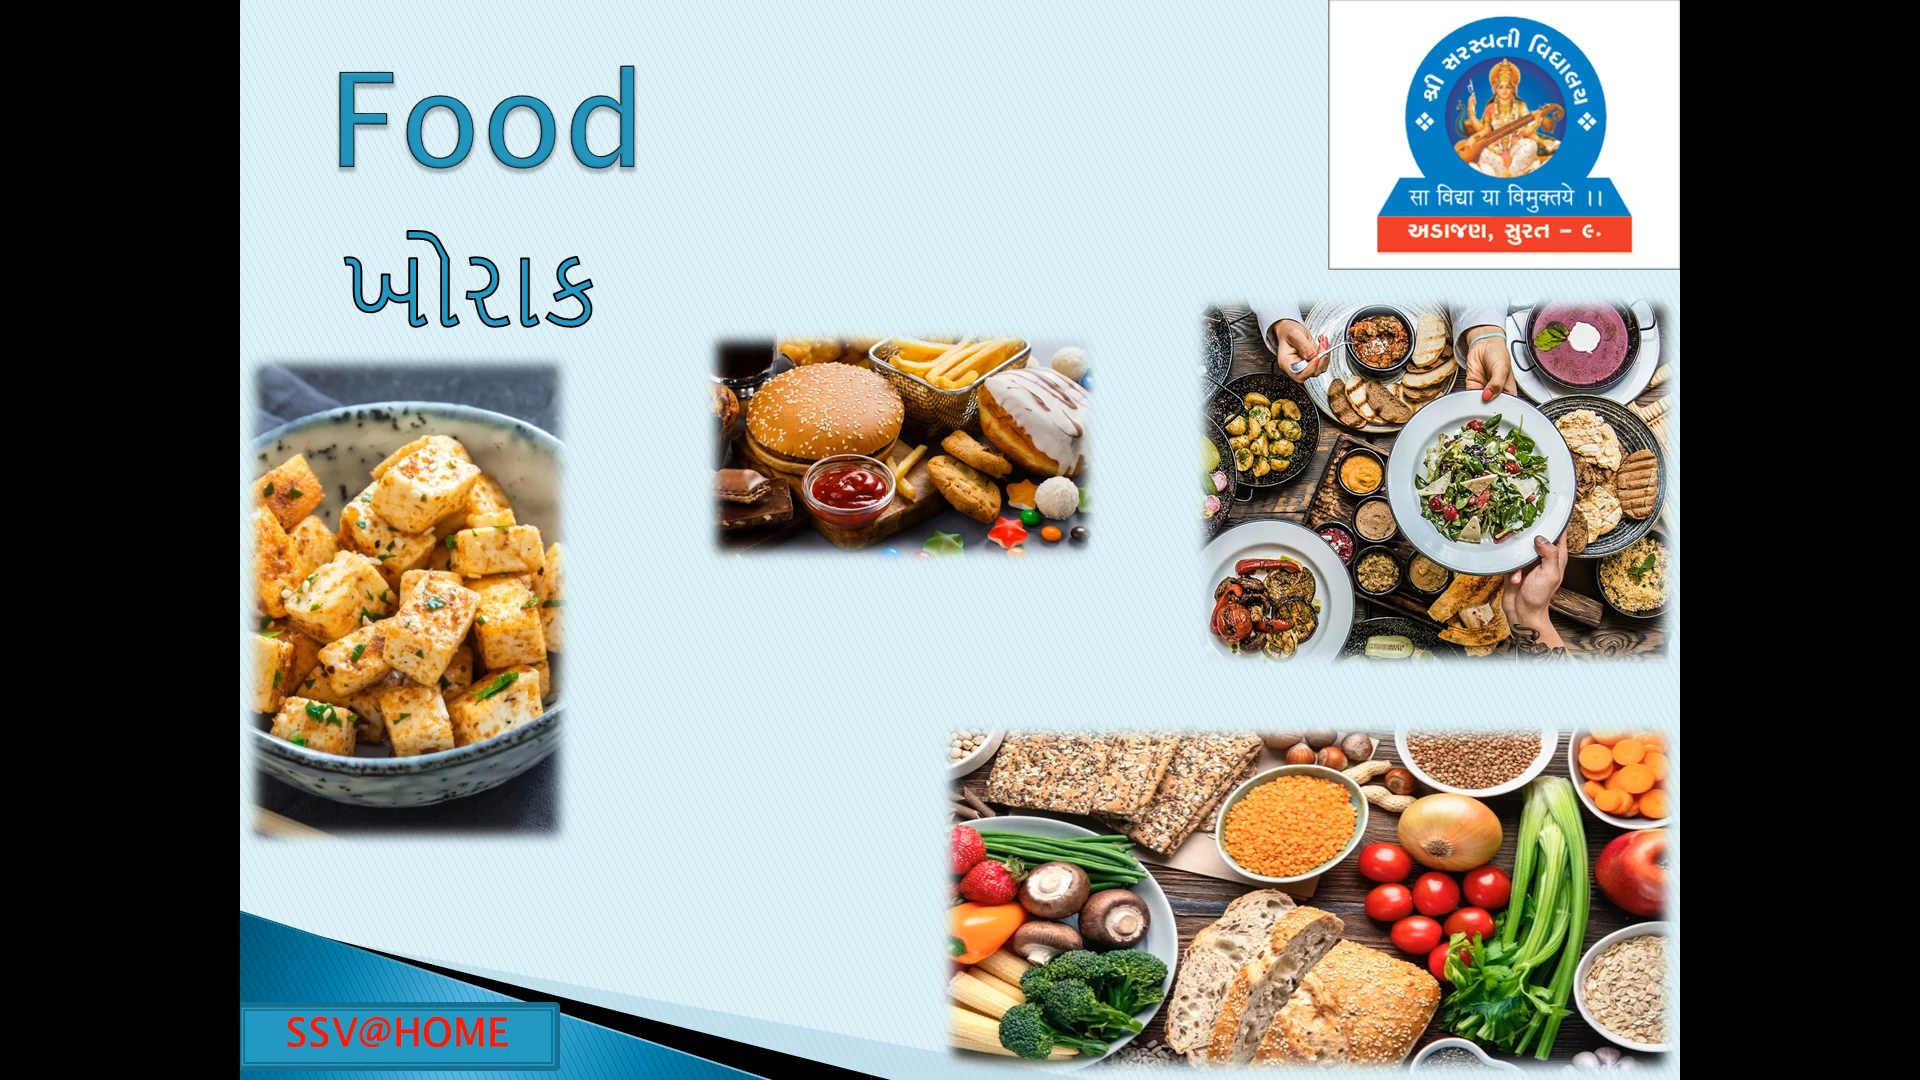 Food
ખોરાક
શ્રી સરસ્વતી વિદ્યાલય
सा विद्या या विमुक्तये ।।
અડાજણ, સુરત – ૯.
SSV@HOME